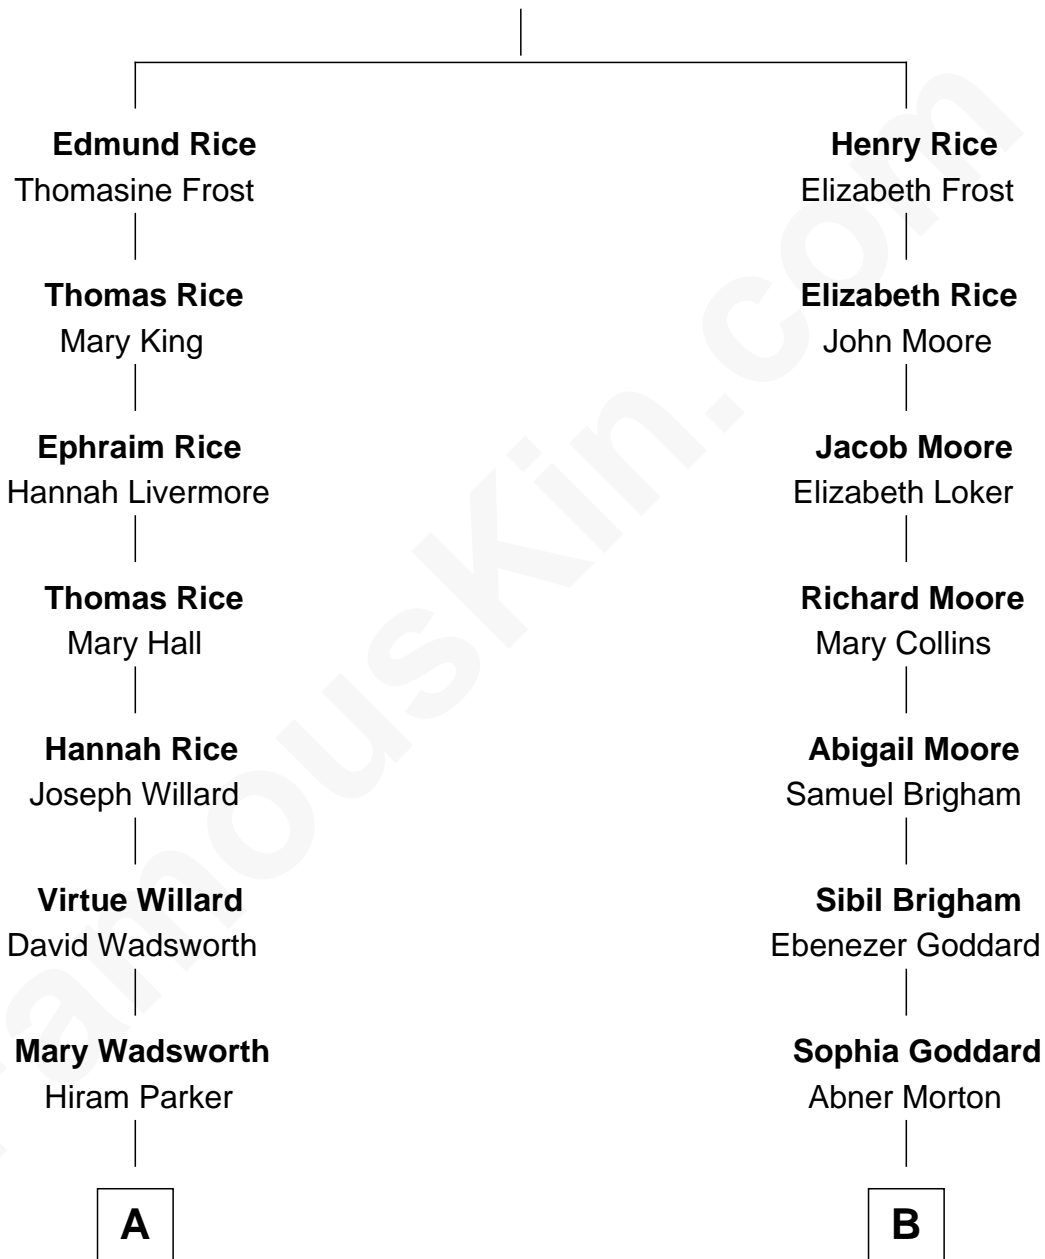 Edmund Rice
Thomasine Frost
Thomas Rice
Mary King
Ephraim Rice
Hannah Livermore
Thomas Rice
Mary Hall
Hannah Rice
Joseph Willard
Virtue Willard
David Wadsworth
Mary Wadsworth
Hiram Parker
A
Henry Rice
Elizabeth Frost
Elizabeth Rice
John Moore
Jacob Moore
Elizabeth Loker
Richard Moore
Mary Collins
Abigail Moore
Samuel Brigham
Sibil Brigham
Ebenezer Goddard
Sophia Goddard
Abner Morton
B
FamousKin.com